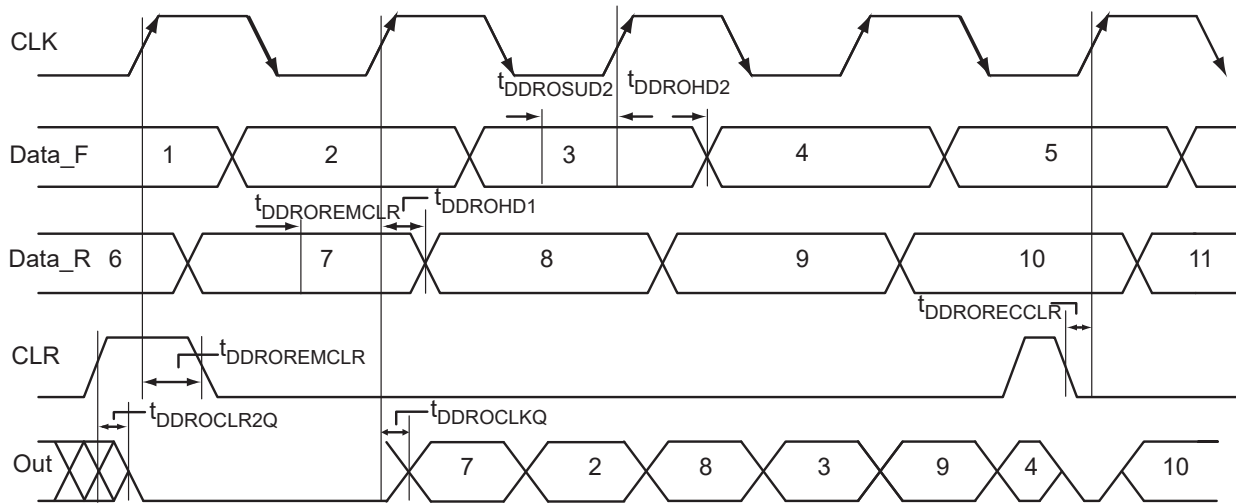 CLK
tDDROSUD2 tDDROHD2
Data_F 1 2 3 4 5
tDDROREMCLR tDDROHD1
Data_R 6 7 8 9 10 11
tDDRORECCLR
CLR
tDDROREMCLR
tDDROCLR2Q tDDROCLKQ
Out 7 2 8 3 9 4 10